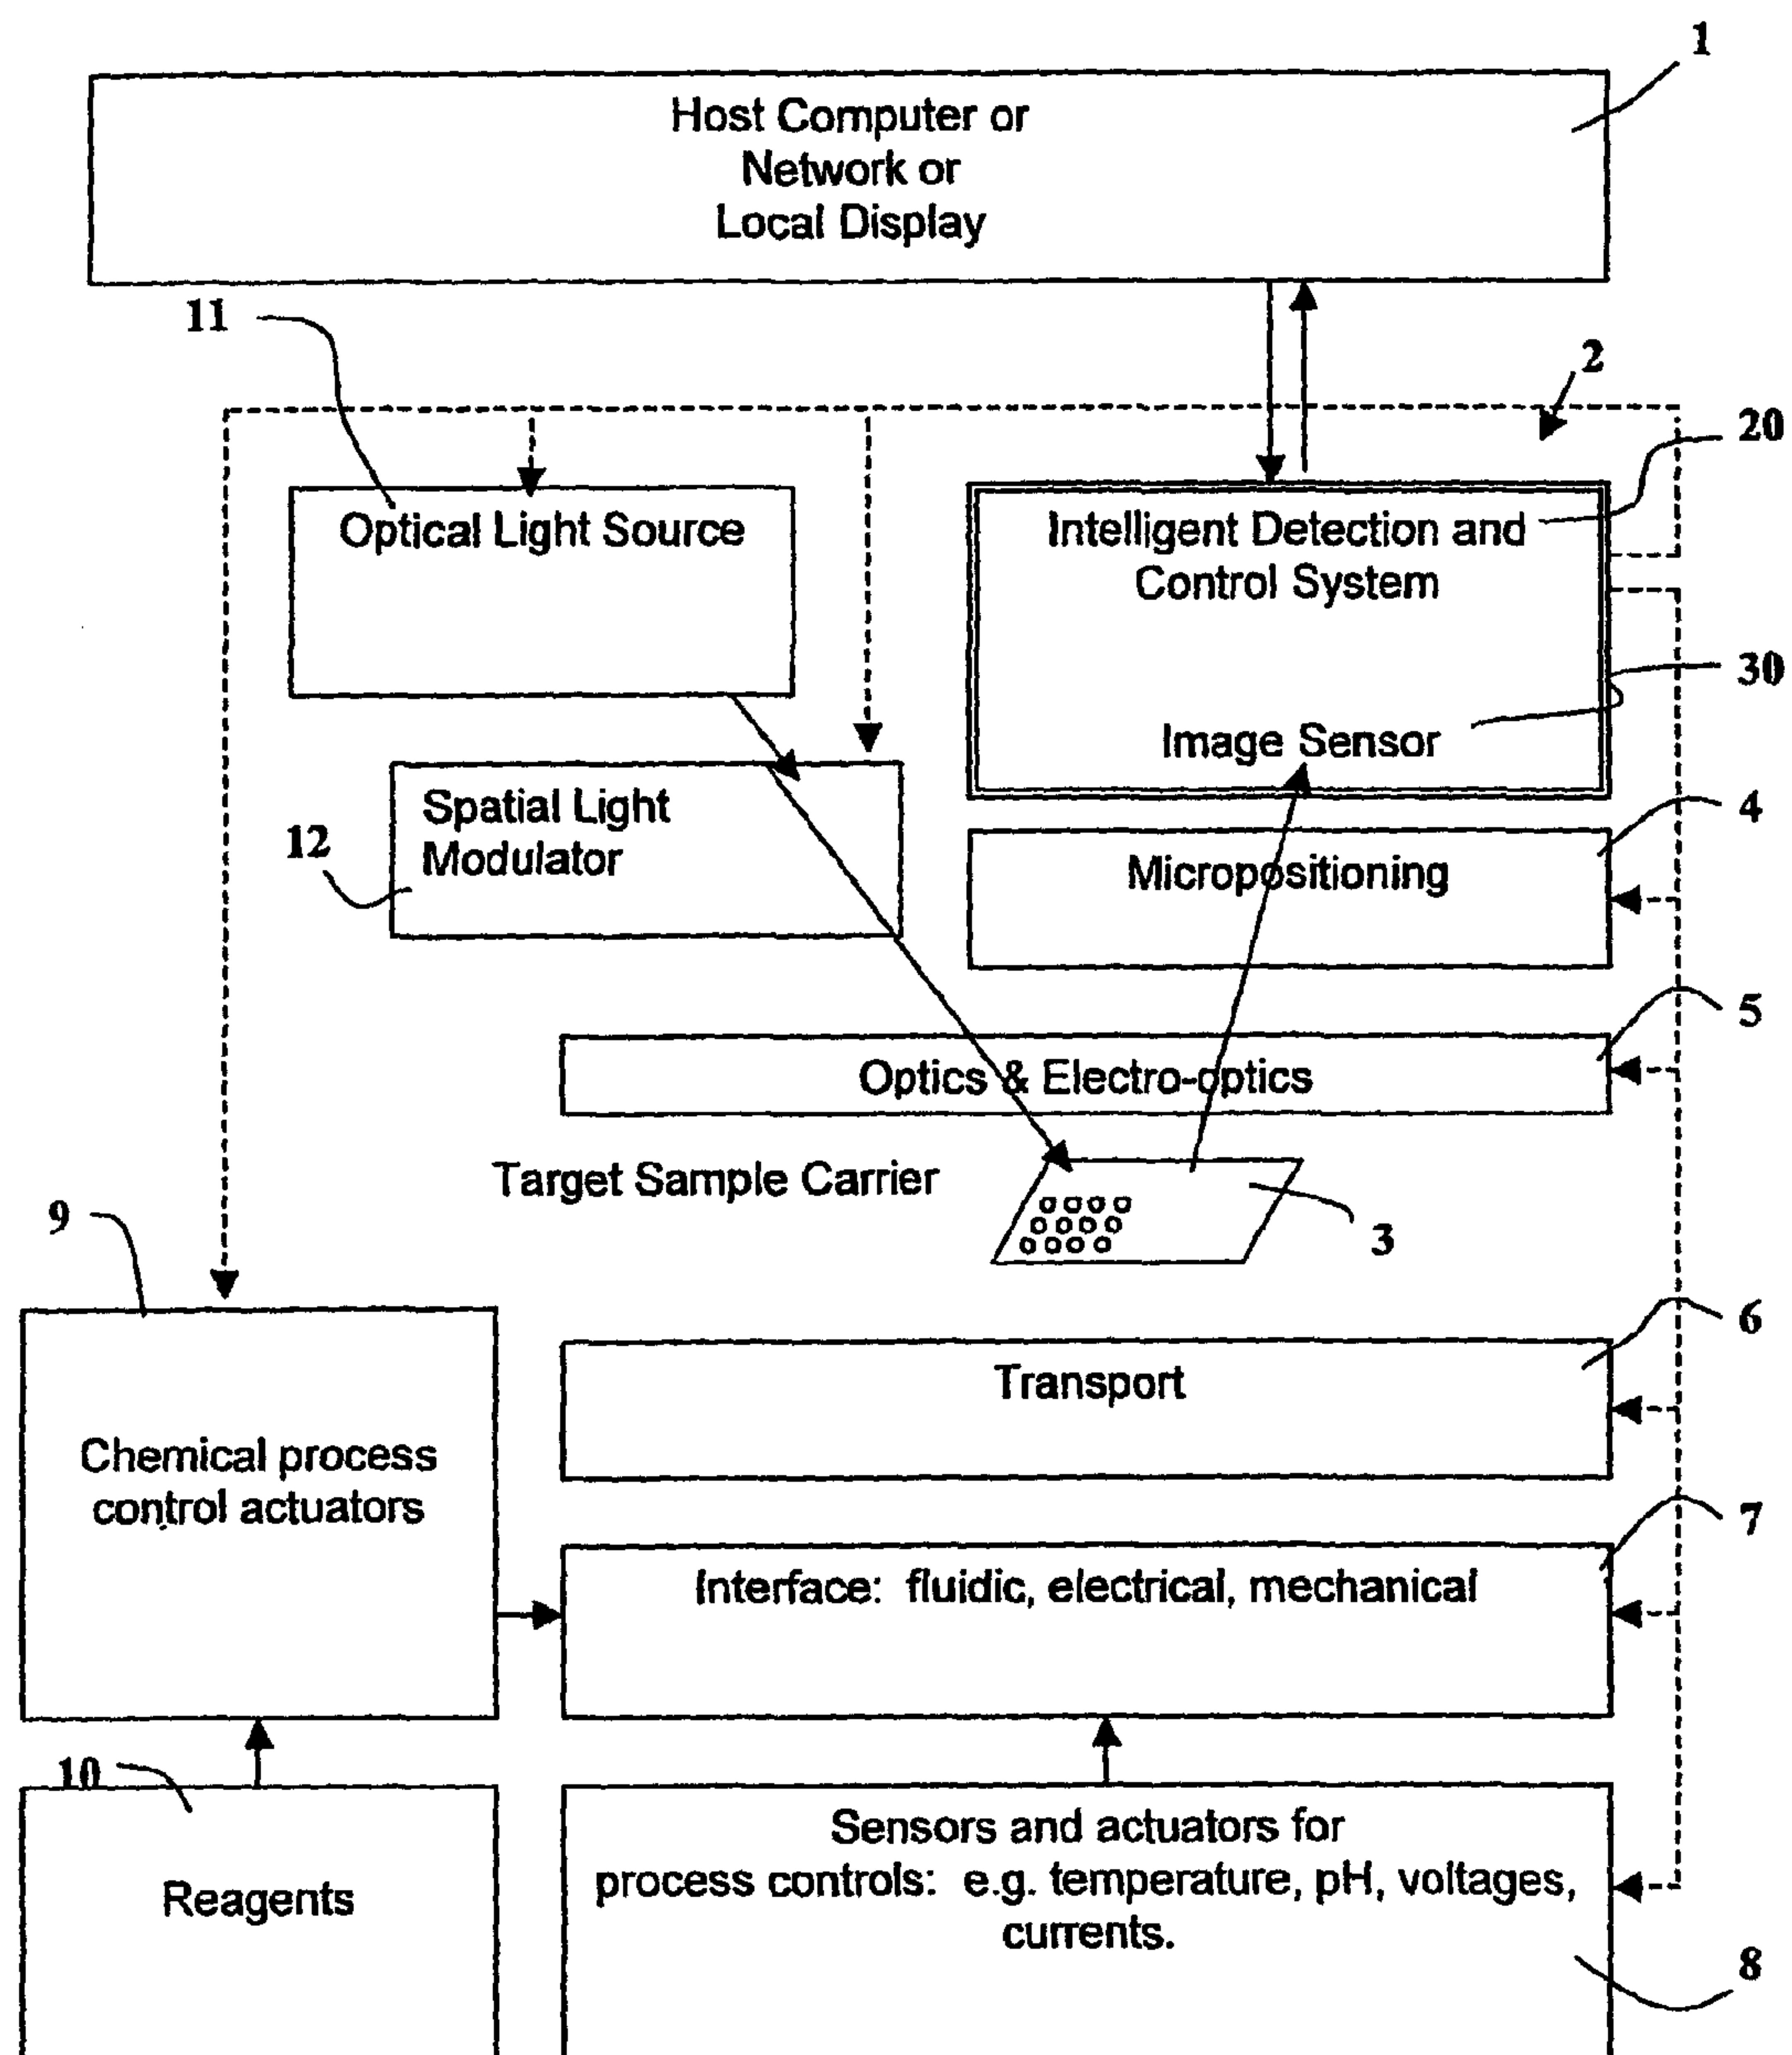 1
Host Computer or
Network or
Local Display
11
2
20
Optical Light Source
Intelligent Detection and
Control System
30
Image Sensor
4
Spatial Light
Modulator
12
Micropositioning
5
Optics & Electro-optics
Target Sample Carrier
3
9
6
Transport
Chemical process
control actuators
7
Interface: fluidic, electrical, mechanical
10
Sensors and actuators for
process controls: e.g. temperature, pH, voltages,
currents.
Reagents
8